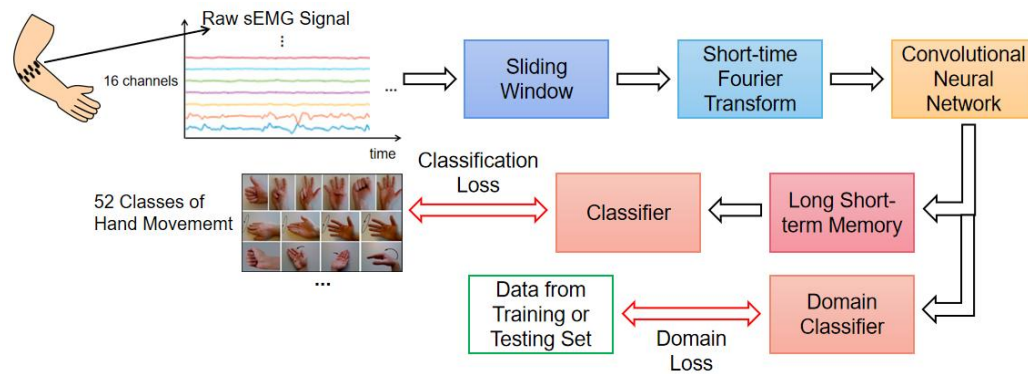 Raw sEMG Signal
...
16 channels
...
time
Sliding
Window
Short-time
Fourier
Transform
Convolutional
Neural
Network
52 Classes of
Hand Movememt
...
Classification
Loss
Classifier
Long Short-
term Memory
Data from
Training or
Testing Set
Domain
Loss
Domain
Classifier